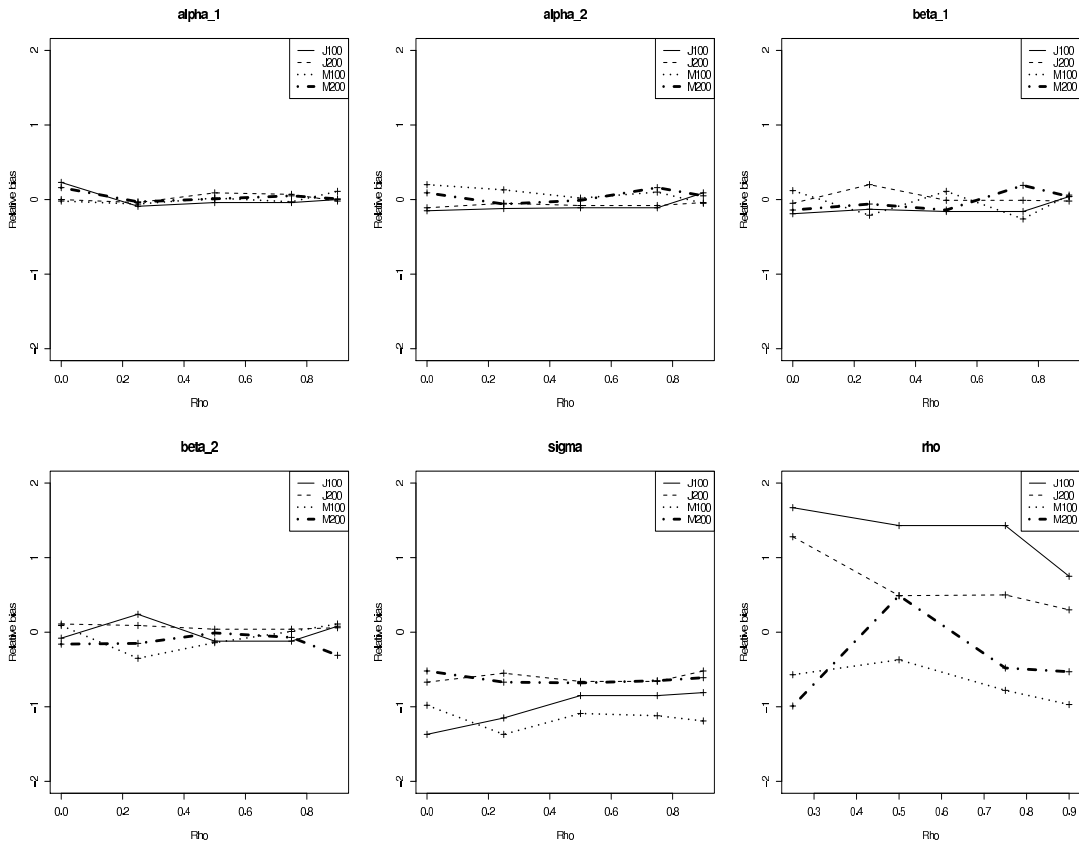 alpha_1
J100
J200
M100
M200
2
1
0
−1
−2
Relative bias
0.0 0.2 0.4 0.6 0.8
Rho
alpha_2
J100
J200
M100
M200
2
1
0
−1
−2
Relative bias
0.0 0.2 0.4 0.6 0.8
Rho
beta_1
J100
J200
M100
M200
2
1
0
−1
−2
Relative bias
0.0 0.2 0.4 0.6 0.8
Rho
beta_2
J100
J200
M100
M200
2
1
0
−1
−2
Relative bias
0.0 0.2 0.4 0.6 0.8
Rho
sigma
J100
J200
M100
M200
2
1
0
−1
−2
Relative bias
0.0 0.2 0.4 0.6 0.8
Rho
rho
J100
J200
M100
M200
2
1
0
−1
−2
Relative bias
0.3 0.4 0.5 0.6 0.7 0.8 0.9
Rho